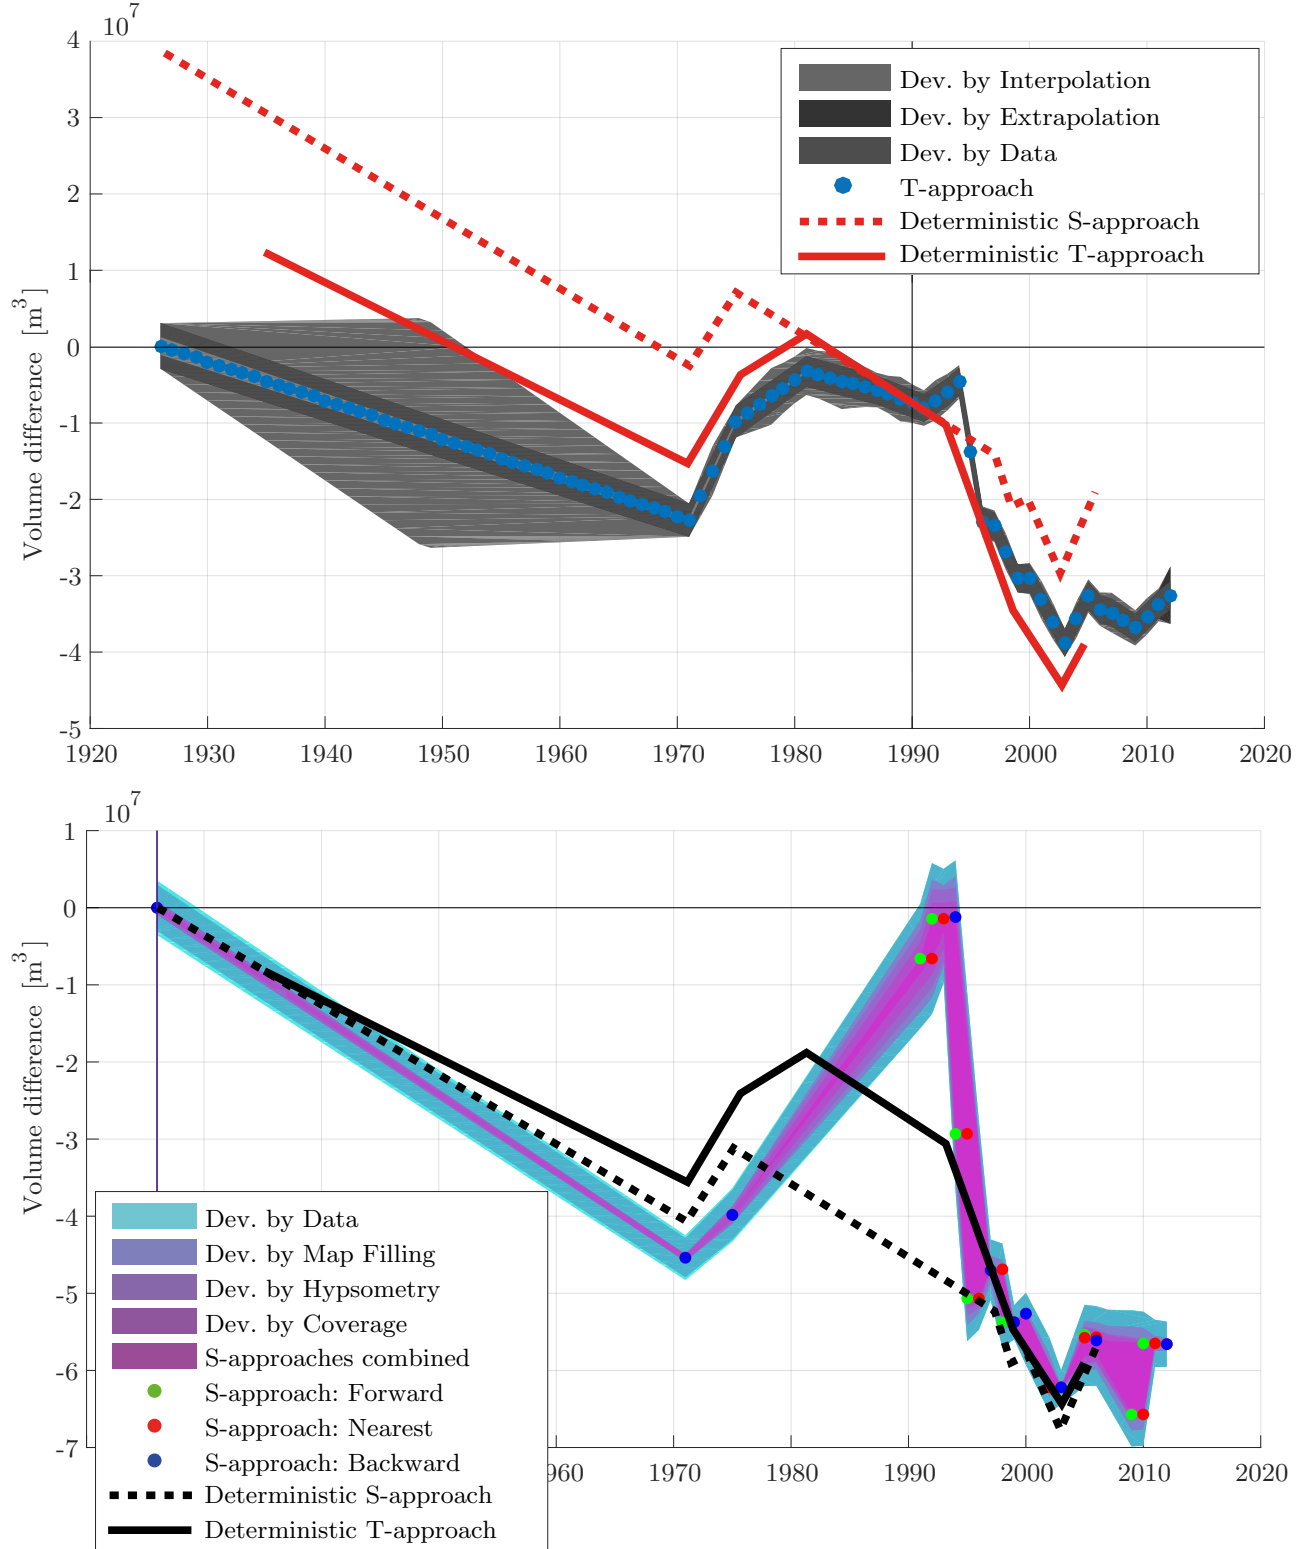 10^7
4
3
2
1
0
-1
-2
-3
-4
-5
Volume difference [m^3]
1920 1930 1940 1950 1960 1970 1980 1990 2000 2010 2020
Dev. by Interpolation
Dev. by Extrapolation
Dev. by Data
T-approach
Deterministic S-approach
Deterministic T-approach
10^7
1
0
-1
-2
-3
-4
-5
-6
-7
Volume difference [m^3]
960 1970 1980 1990 2000 2010 2020
Dev. by Data
Dev. by Map Filling
Dev. by Hypsometry
Dev. by Coverage
S-approaches combined
S-approach: Forward
S-approach: Nearest
S-approach: Backward
Deterministic S-approach
Deterministic T-approach